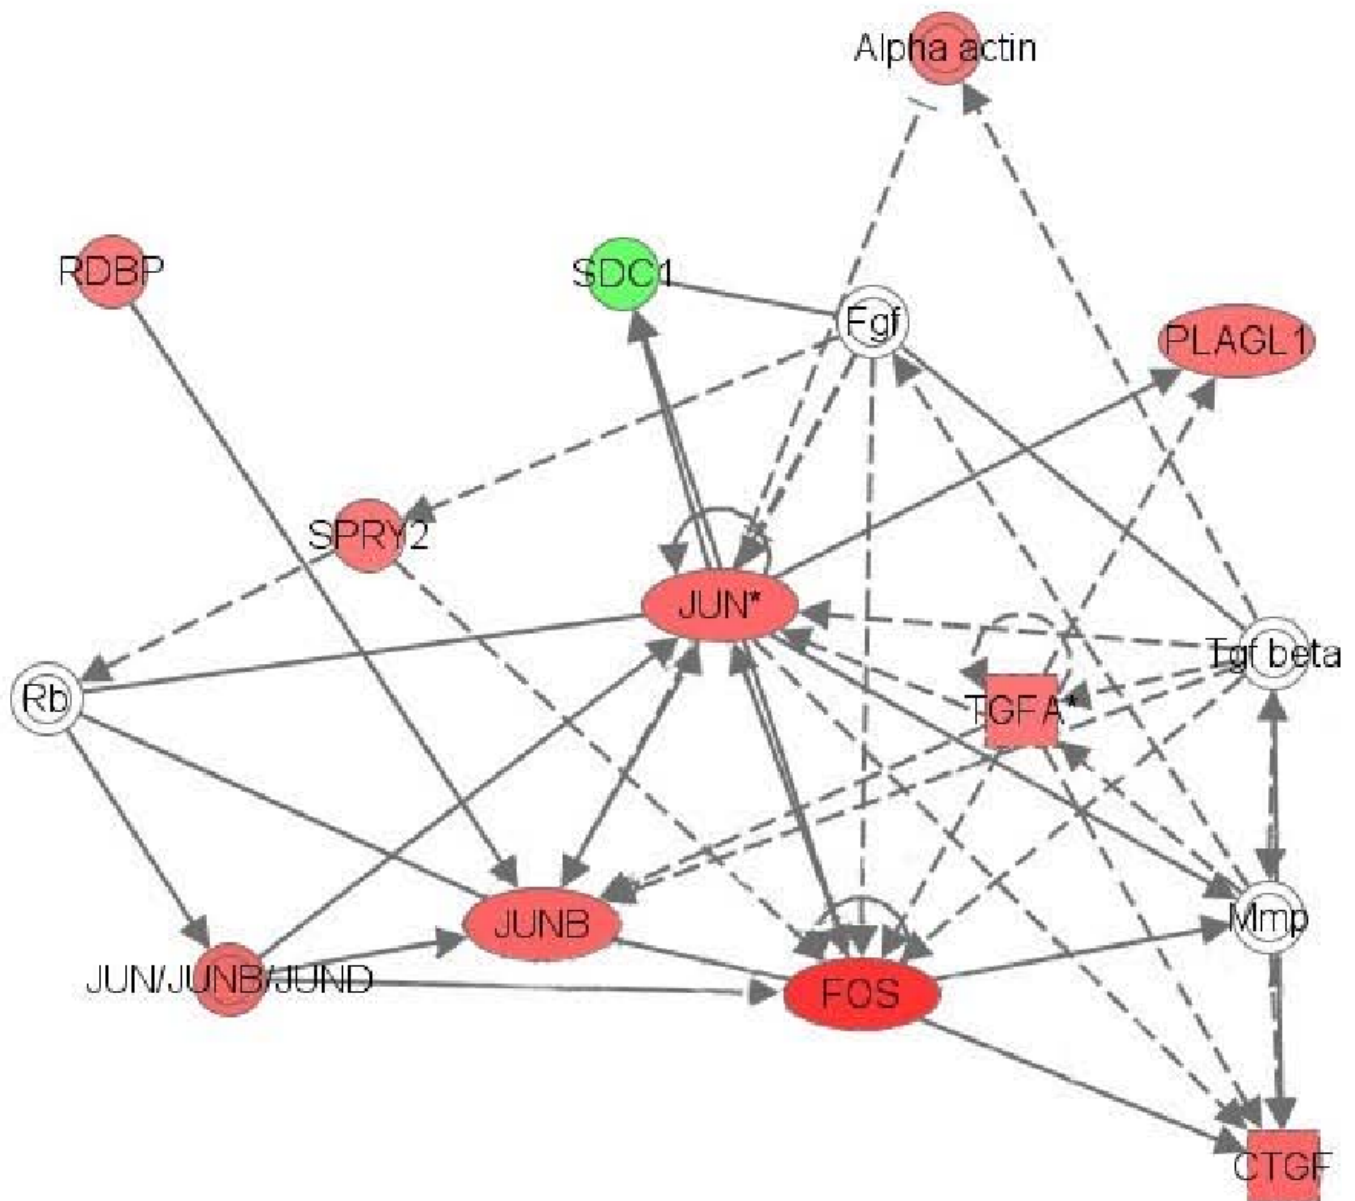 Alpha actin
RDBP
SDC1
Fgf
PLAGL1
SPRY2
JUN*
Tgf beta
Rb
TGFA*
JUNB
Mmp
JUN/JUNB/JUND
FOS
CTGF